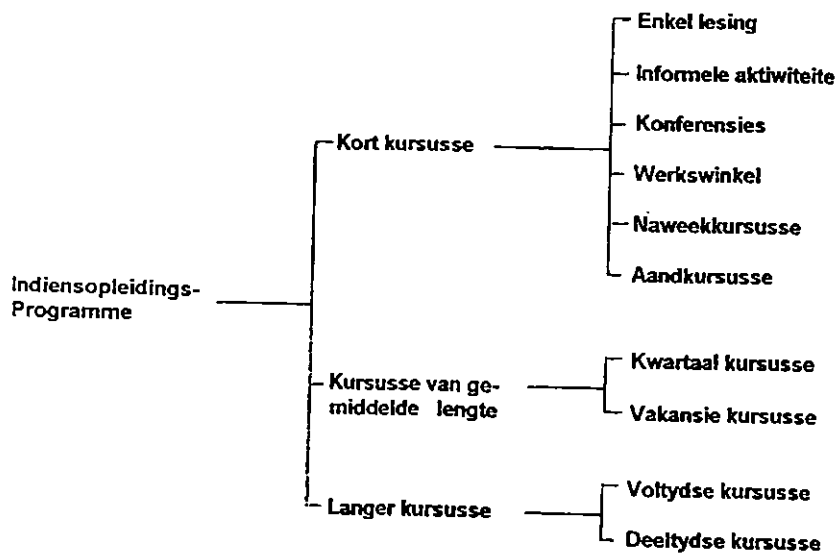 Enkel lesing
Informele aktiwiteite
Konferensies
Kort kursusse
Werkswinkel
Naweekkursusse
Aandkursusse
Indiensopleidings-
Programme
Kursusse van ge-
middelde lengte
Kwartaal kursusse
Vakansie kursusse
Langer kursusse
Voltydse kursusse
Deeltydse kursusse